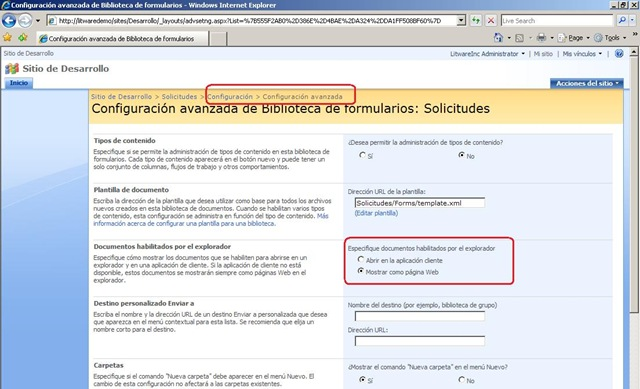 Configuración avanzada de Biblioteca de formularios - Windows Internet Explorer
http://litwaredemo/sites/Desarrollo/_layouts/advsetng.aspx?List=%7B555F2AB0%2D386E%2D4BAE%2DA324%2DDA1FF508BF60%7D
Configuración avanzada de Biblioteca de formularios
Page
Tools
Sitio de Desarrollo
LitwareInc Administrator
Mi sitio
Mis vínculos
Sitio de Desarrollo
Inicio
Acciones del sitio
Sitio de Desarrollo > Solicitudes > Configuración > Configuración avanzada
Configuración avanzada de Biblioteca de formularios: Solicitudes
Tipos de contenido
Especifique si se permite la administración de tipos de contenido en esta biblioteca de
formularios. Cada tipo de contenido aparecerá en el botón nuevo y puede tener un
solo conjunto de columnas, flujos de trabajo y otros comportamientos.
¿Desea permitir la administración de tipos de contenido?
Sí
No
Plantilla de documento
Escriba la dirección de la plantilla que desea utilizar como base para todos los archivos
nuevos creados en esta biblioteca de documentos. Cuando se habilitan varios tipos
de contenido, esta configuración se administra en función del tipo de contenido. Más
información acerca de configurar una plantilla para una biblioteca.
Dirección URL de la plantilla:
Solicitudes/Forms/template.xml
(Editar plantilla)
Documentos habilitados por el explorador
Especifique cómo mostrar los documentos que se habiliten para abrirse en un
explorador y en una aplicación cliente. Si la aplicación cliente no está
disponible, estos documentos se mostrarán siempre como páginas Web en el
explorador.
Especifique documentos habilitados por el explorador
Abrir en la aplicación cliente
Mostrar como página Web
Destino personalizado Enviar a
Escriba el nombre y la dirección URL de un destino Enviar a personalizada que desea
que aparezca en el menú contextual para esta lista. Se recomienda que elija un
nombre corto para el destino.
Nombre del destino (por ejemplo, biblioteca de grupo)
Dirección URL:
Carpetas
Especifique si el comando "Nueva carpeta" debe aparecer en el menú Nuevo. El
cambio de esta configuración no afectará a las carpetas existentes.
¿Mostrar el comando "Nueva carpeta" en el menú Nuevo?
Sí
No